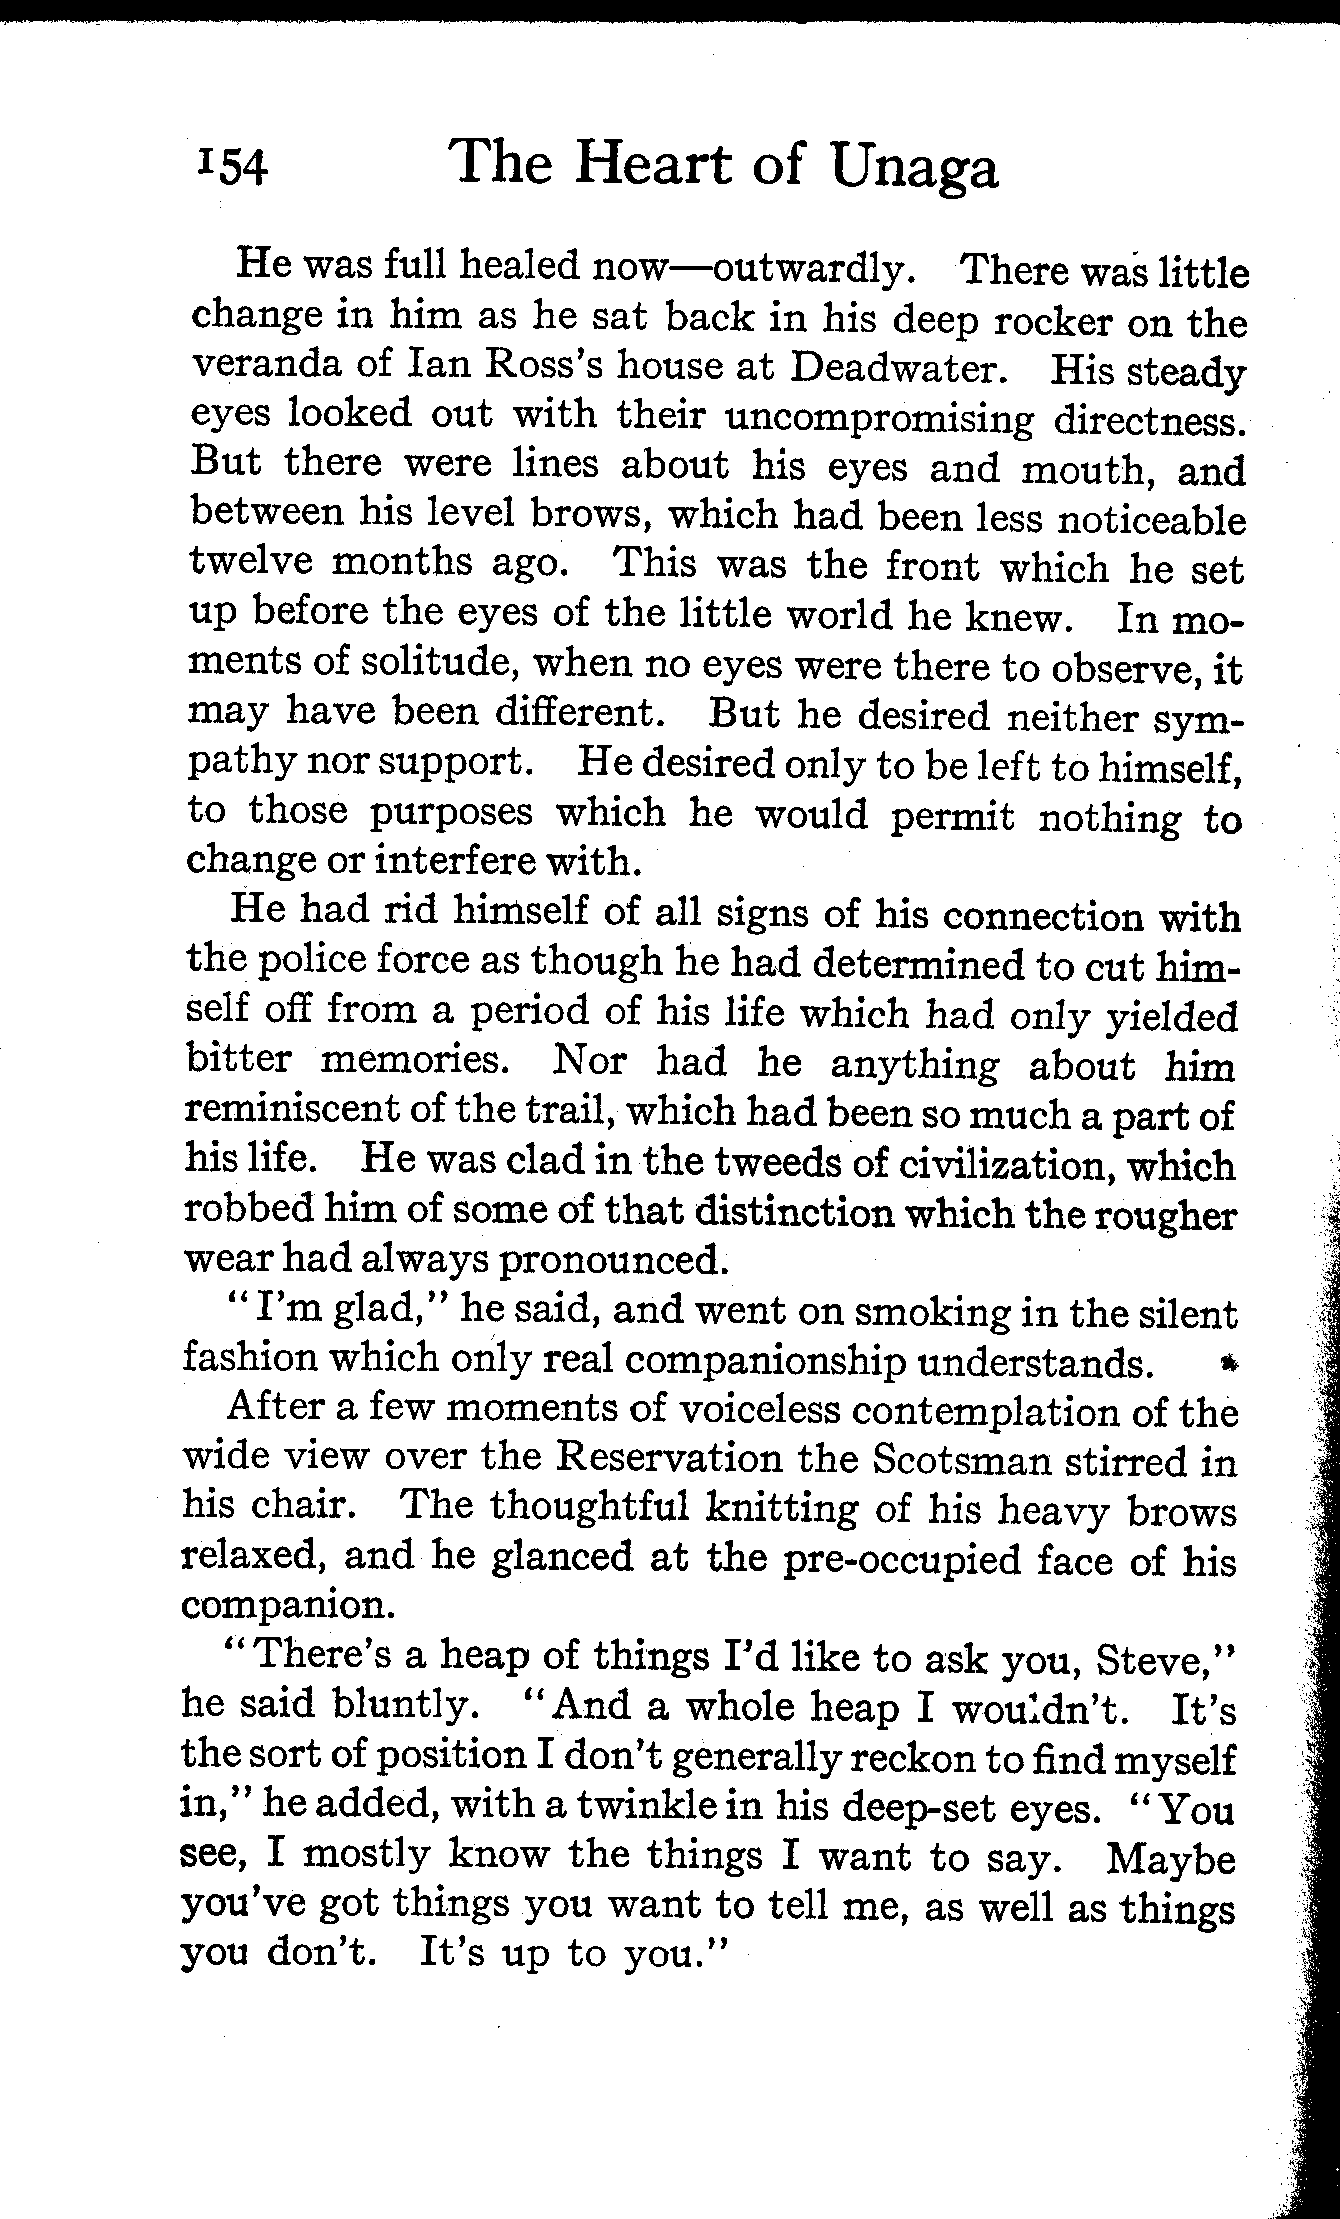 154 The Heart of Unaga
He was full healed now—outwardly. There was little
change in him as he sat back in his deep rocker on the
veranda of Ian Ross's house at Deadwater. His steady
eyes looked out with their uncompromising directness.
But there were lines about his eyes and mouth, and
between his level brows, which had been less noticeable
twelve months ago. This was the front which he set
up before the eyes of the little world he knew. In mo-
ments of solitude, when no eyes were there to observe, it
may have been different. But he desired neither sym-
pathy nor support. He desired only to be left to himself,
to those purposes which he would permit nothing to
change or interfere with.
He had rid himself of all signs of his connection with
the police force as though he had determined to cut him-
self off from a period of his life which had only yielded
bitter memories. Nor had he anything about him
reminiscent of the trail, which had been so much a part of
his life. He was clad in the tweeds of civilization, which
robbed him of some of that distinction which the rougher
wear had always pronounced.
"I'm glad," he said, and went on smoking in the silent
fashion which only real companionship understands.
After a few moments of voiceless contemplation of the
wide view over the Reservation the Scotsman stirred in
his chair. The thoughtful knitting of his heavy brows
relaxed, and he glanced at the pre-occupied face of his
companion.
"There's a heap of things I'd like to ask you, Steve,"
he said bluntly. "And a whole heap I wouldn't. It's
the sort of position I don't generally reckon to find myself
in," he added, with a twinkle in his deep-set eyes. "You
see, I mostly know the things I want to say. Maybe
you've got things you want to tell me, as well as things
you don't. It's up to you."